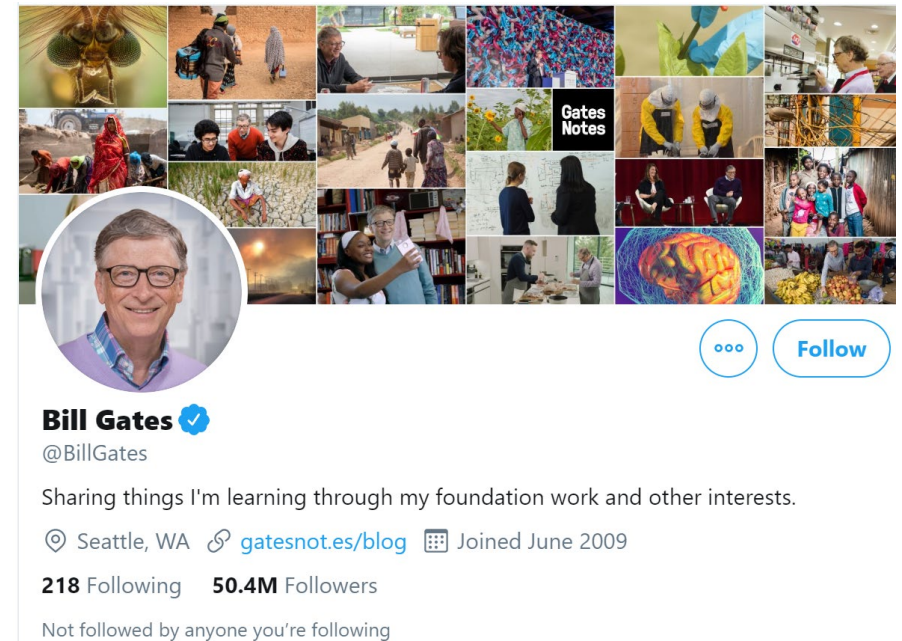 Gates
Notes
Follow
Bill Gates
@BillGates
Sharing things I'm learning through my foundation work and other interests.
Seattle, WA gatesnot.es/blog Joined June 2009
218 Following 50.4M Followers
Not followed by anyone you’re following